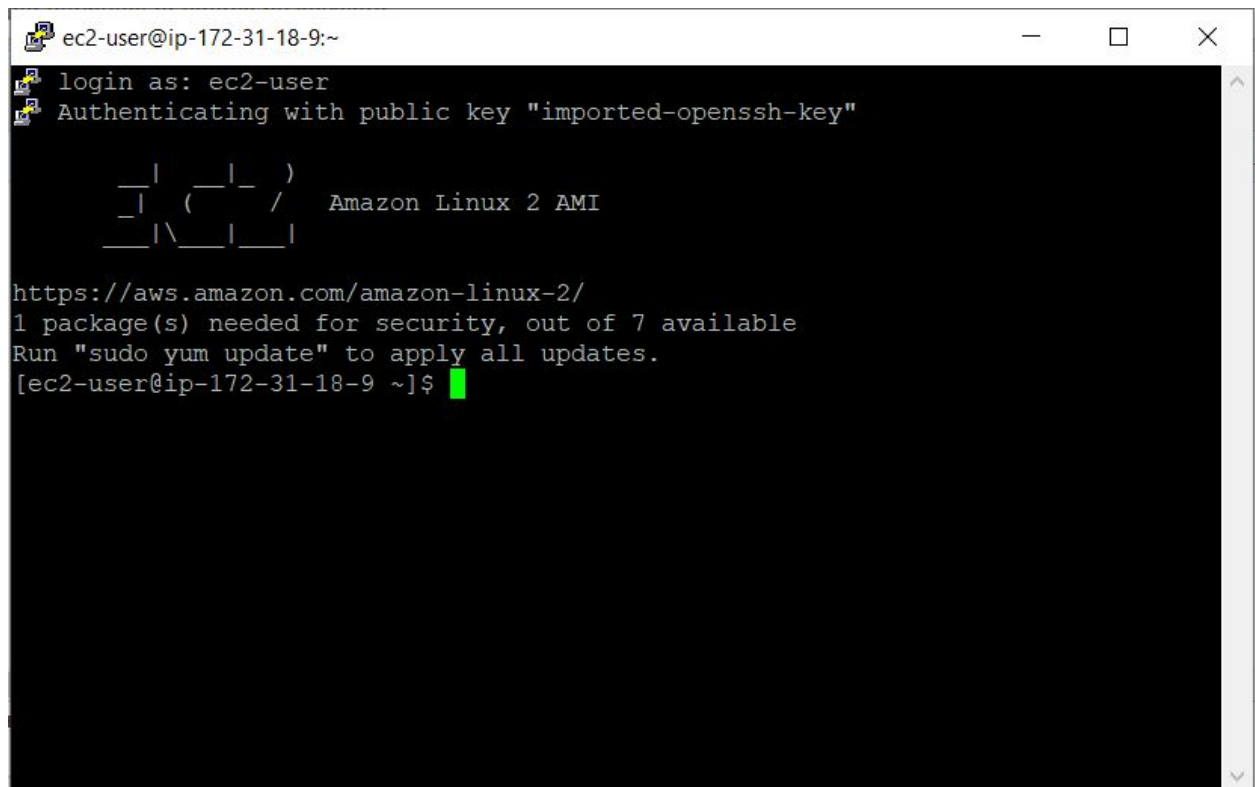 ec2-user@ip-172-31-18-9:~
login as: ec2-user
Authenticating with public key "imported-openssh-key"
       __|  __|_  )
       _|  (     /   Amazon Linux 2 AMI
      ___|\___|___|
https://aws.amazon.com/amazon-linux-2/
1 package(s) needed for security, out of 7 available
Run "sudo yum update" to apply all updates.
[ec2-user@ip-172-31-18-9 ~]$